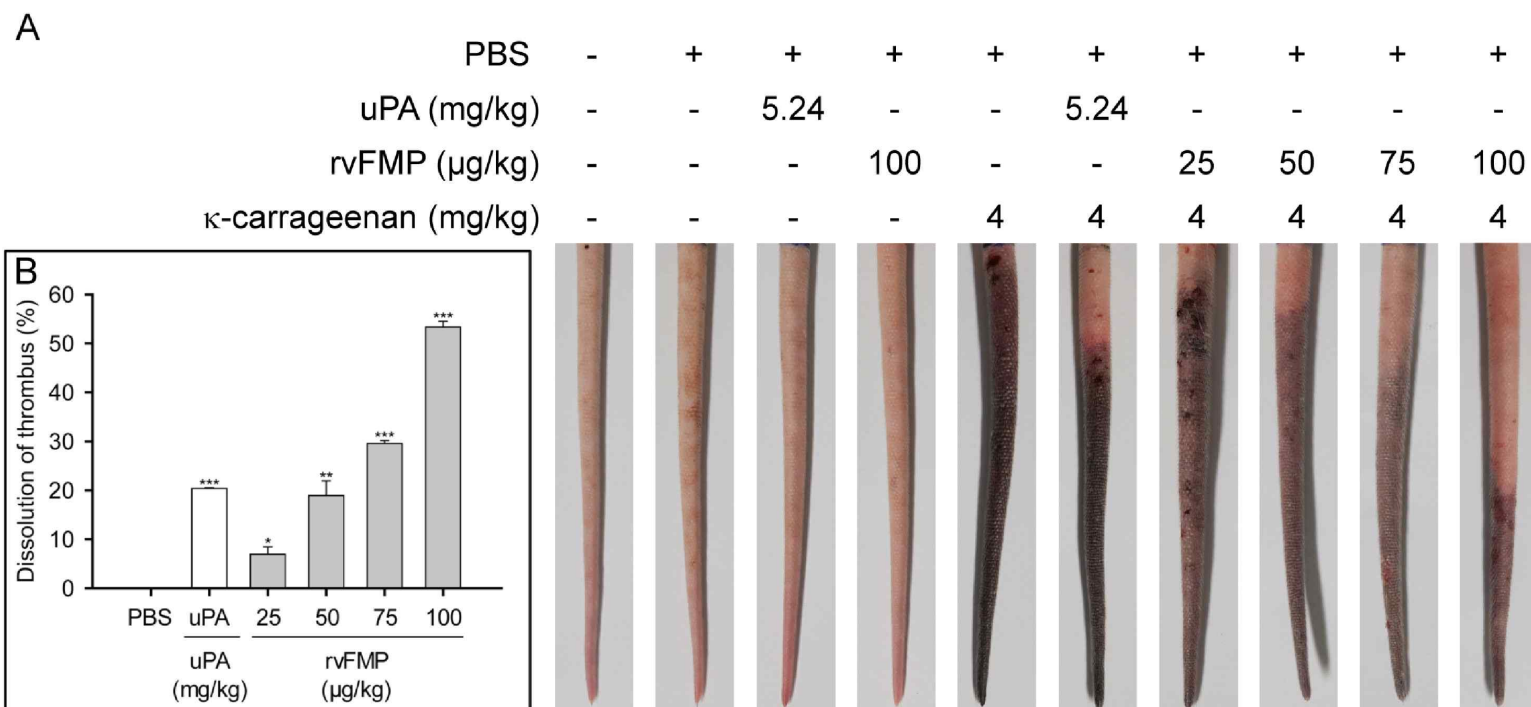 A
PBS - + + + + + + + + +
uPA (mg/kg) - - 5.24 - - 5.24 - - - -
rvFMP (µg/kg) - - - 100 - - 25 50 75 100
κ-carrageenan (mg/kg) - - - - 4 4 4 4 4 4
B
Dissolution of thrombus (%)
60
50
40
30
20
10
0
*** * ** *** ***
PBS uPA 25 50 75 100
uPA rvFMP
(mg/kg) (µg/kg)